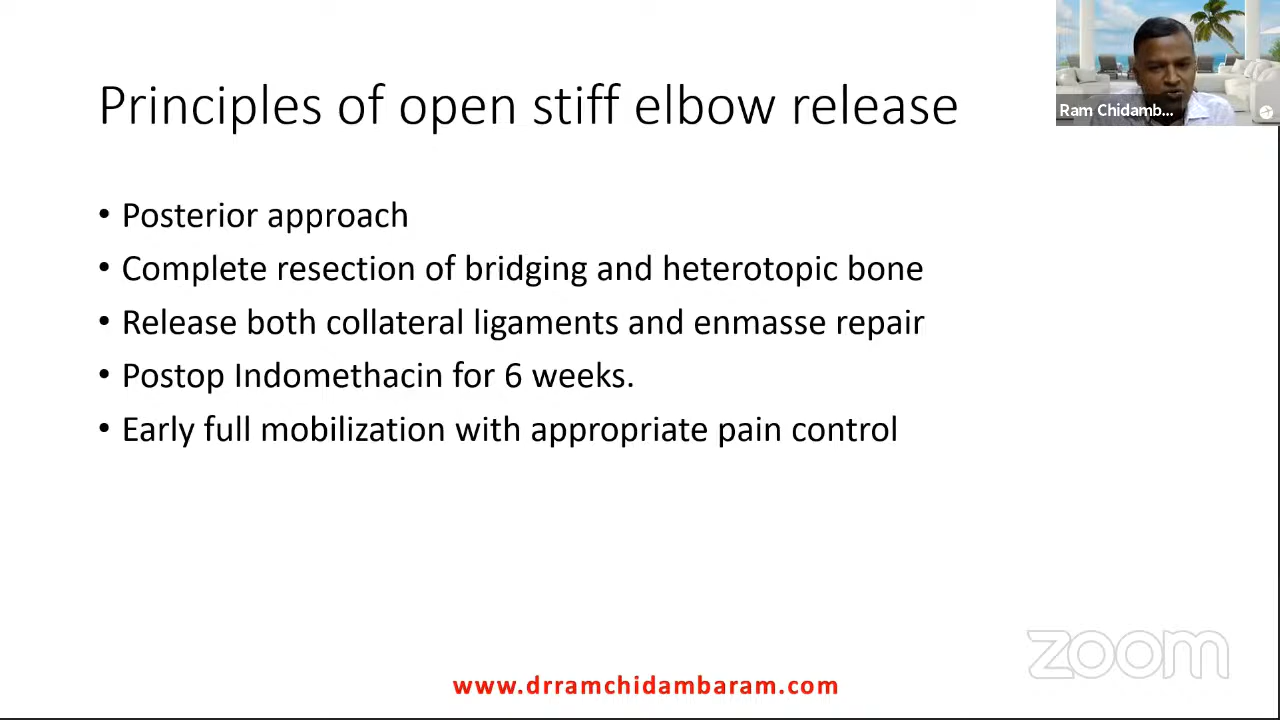 Principles of open stiff elbow release
Ram Chidamb...
• Posterior approach
• Complete resection of bridging and heterotopic bone
• Release both collateral ligaments and enmasse repair
• Postop Indomethacin for 6 weeks.
• Early full mobilization with appropriate pain control
zoom
www.drramchidambaram.com